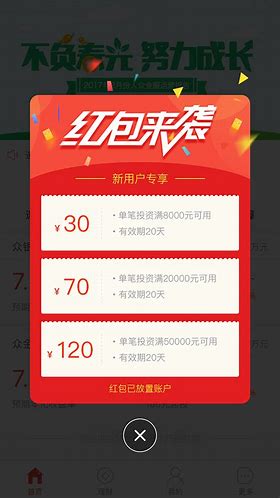 不负春光 努力成长
红包来袭
新用户专享
¥30
· 单笔投资满8000元可用
· 有效期20天
¥70
· 单笔投资满20000元可用
· 有效期20天
¥120
· 单笔投资满50000元可用
· 有效期20天
红包已放置账户
首页
理财
更多